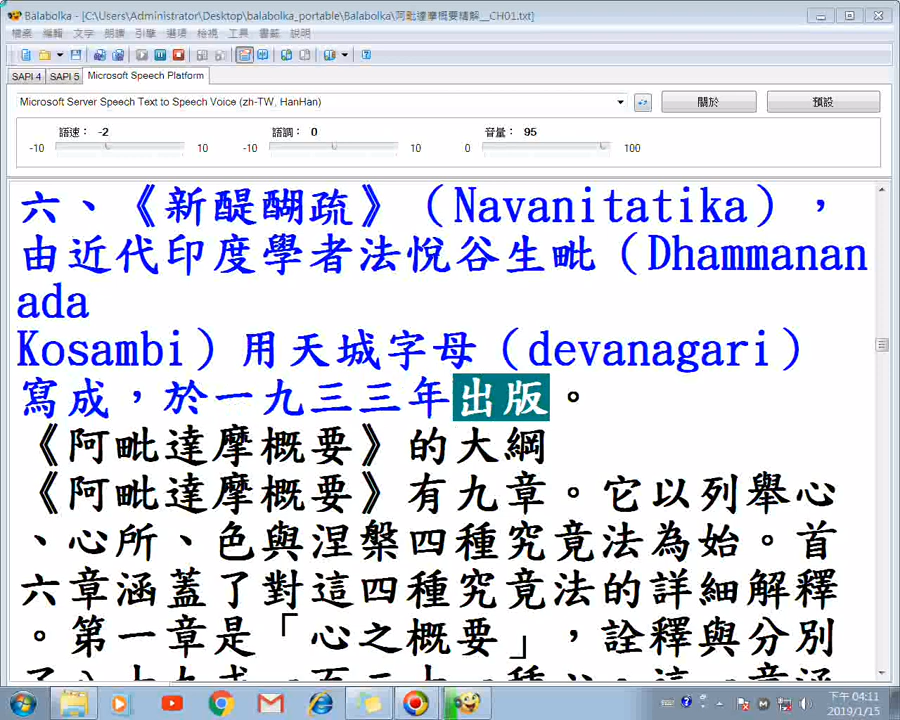 Balabolka - [C:\Users\Administrator\Desktop\balabolka_portable\Balabolka\阿毗達摩概要精解__CH01.txt]
檔案 編輯 文字 朗讀 引擎 選項 檢視 工具 書籤 說明
SAPI 4 SAPI 5 Microsoft Speech Platform
Microsoft Server Speech Text to Speech Voice (zh-TW, HanHan) 關於 預設
語速： -2 語調： 0 音量： 95
-10 10 -10 10 0 100
六、《新醍醐疏》（Navanitatika），
由近代印度學者法悅谷生毗（Dhammanan
ada
Kosambi）用天城字母（devanagari）
寫成，於一九三三年出版。
《阿毗達摩概要》的大綱
《阿毗達摩概要》有九章。它以列舉心
、心所、色與涅槃四種究竟法為始。首
六章涵蓋了對這四種究竟法的詳細解釋
。第一章是「心之概要」，詮釋與分別
下午 04:11
2019/1/15